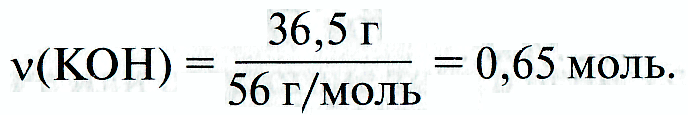 ν(KOH) = 36,5 г / 56 г/моль = 0,65 моль.